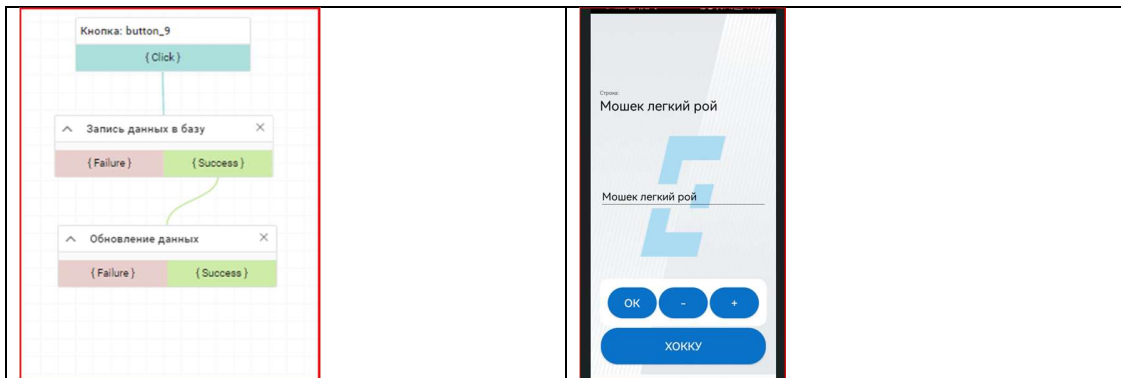 Кнопка: button_9
{Click}
Запись данных в базу
{Failure} {Success}
Обновление данных
{Failure} {Success}
Строка
Мошек легкий рой
Мошек легкий рой
ОК - +
ХОККУ